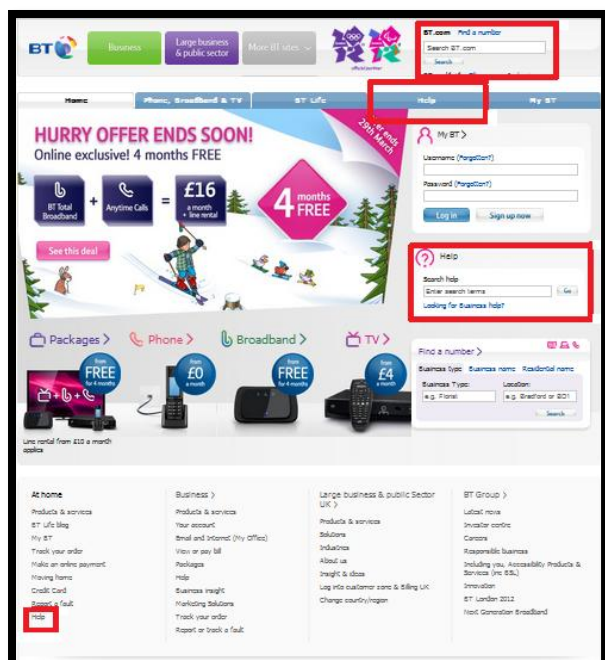 BT
Business
Large business
& public sector
More BT sites
official partner
BT.com Find a number
Search BT.com
Search
Home
Phone, Broadband & TV
BT Life
Help
My BT
HURRY OFFER ENDS SOON!
Online exclusive! 4 months FREE
BT Total
Broadband
+
Anytime Calls
=
£16
a month
+ line rental
4 months
FREE
Offer ends
29th March
See this deal
My BT >
Username (Forgotten?)
Password (Forgotten?)
Log in
Sign up now
Help
Search help
Enter search terms
Go
Looking for Business help?
Packages >
Phone >
Broadband >
TV >
from
FREE
for 4 months
from
£0
a month
from
FREE
for 4 months
from
£4
a month
Line rental from £10 a month
applies
Find a number >
Business type Business name Residential name
Business Type:
Location:
e.g. Florist
e.g. Bradford or BD1
Search
At home
Products & services
BT Life blog
My BT
Track your order
Make an online payment
Moving home
Credit Card
Report a fault
Help
Business >
Products & services
Your account
Email and Internet (My Office)
View or pay bill
Packages
Help
Business insight
Marketing Solutions
Track your order
Report or track a fault
Large business & public Sector
UK >
Products & services
Solutions
Industries
About us
Insight & ideas
Log into customer zone & Billing UK
Change country/region
BT Group >
Latest news
Investor centre
Careers
Responsible business
Including you, Accessibility Products &
Services (inc BSL)
Innovation
BT London 2012
Next Generation Broadband